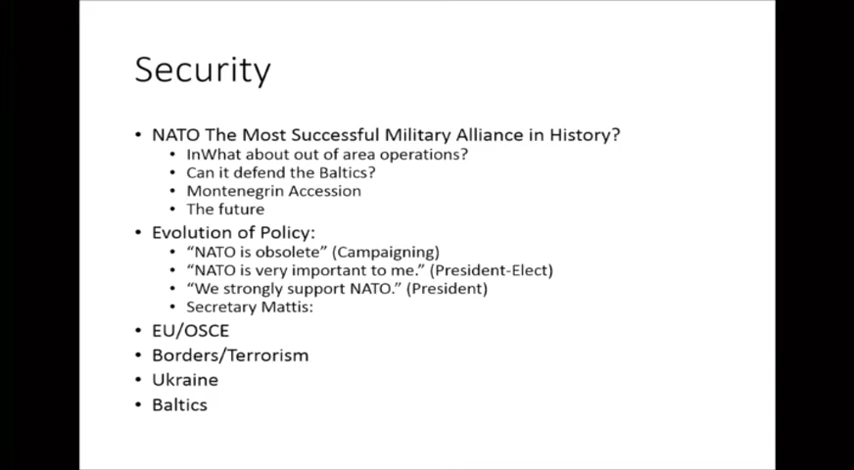 Security
• NATO The Most Successful Military Alliance in History?
• InWhat about out of area operations?
• Can it defend the Baltics?
• Montenegrin Accession
• The future
• Evolution of Policy:
• “NATO is obsolete” (Campaigning)
• “NATO is very important to me.” (President-Elect)
• “We strongly support NATO.” (President)
• Secretary Mattis:
• EU/OSCE
• Borders/Terrorism
• Ukraine
• Baltics